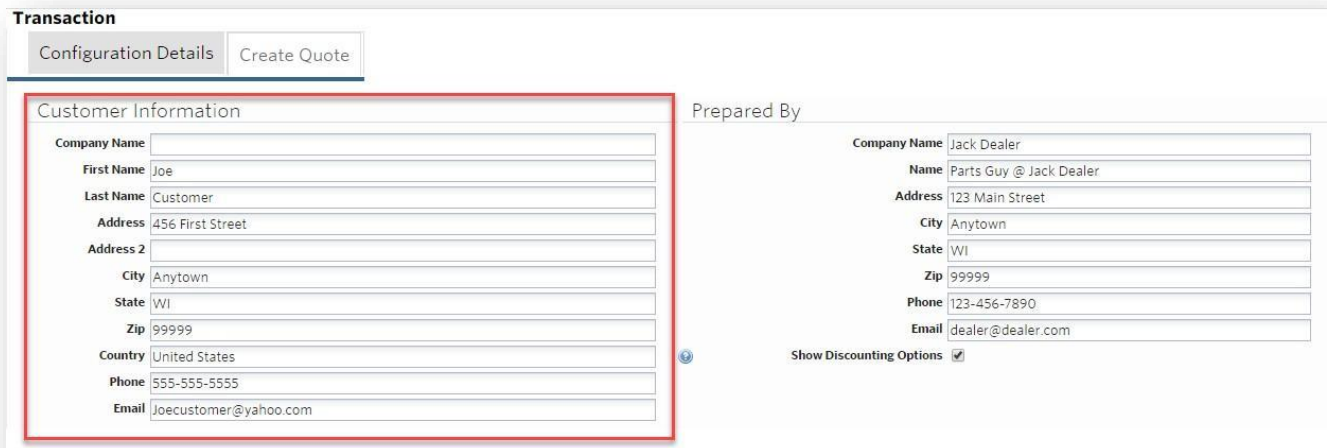 Transaction
Configuration Details Create Quote
Customer Information
Company Name
First Name Joe
Last Name Customer
Address 456 First Street
Address 2
City Anytown
State WI
Zip 99999
Country United States
Phone 555-555-5555
Email Joecustomer@yahoo.com
Prepared By
Company Name Jack Dealer
Name Parts Guy @ Jack Dealer
Address 123 Main Street
City Anytown
State WI
Zip 99999
Phone 123-456-7890
Email dealer@dealer.com
Show Discounting Options